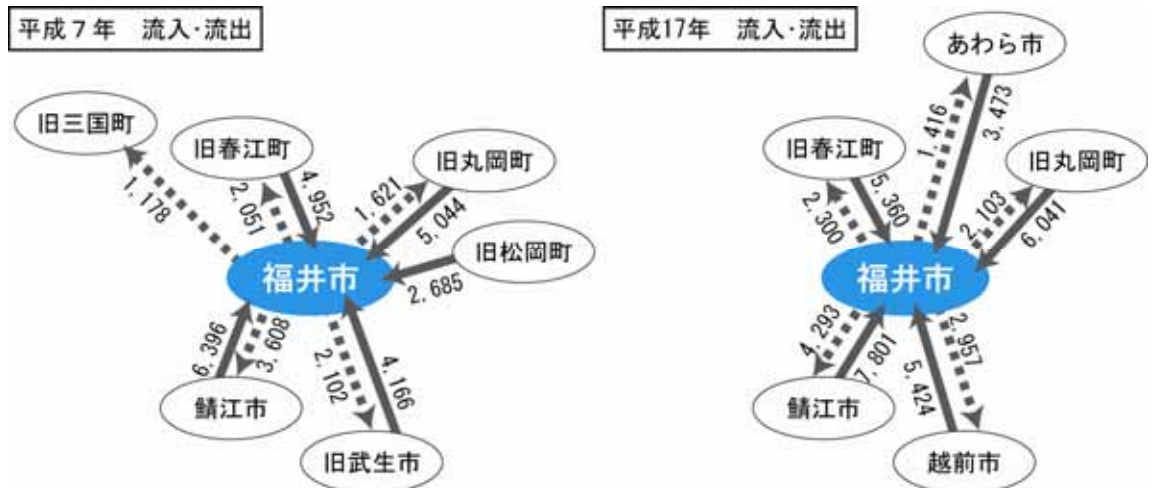 平成７年　流入･流出
旧三国町
旧春江町
旧丸岡町
旧松岡町
福井市
鯖江市
旧武生市
1,178
2,051
4,952
1,621
5,044
2,685
6,396
3,608
2,102
4,166
平成17年　流入･流出
あわら市
旧春江町
旧丸岡町
福井市
鯖江市
越前市
1,416
3,473
2,300
5,360
2,103
6,041
4,293
7,801
5,424
2,957